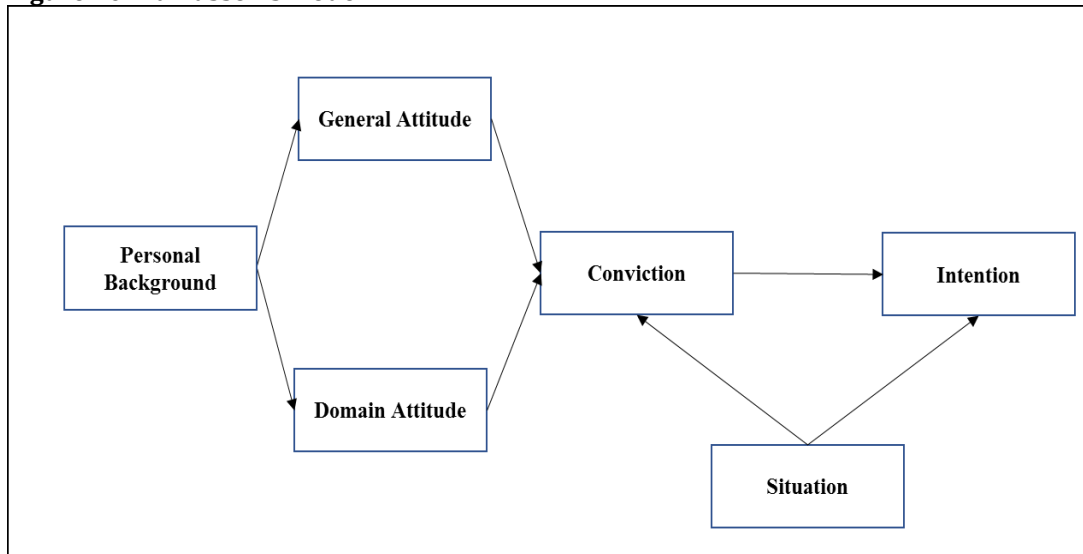 General Attitude
Personal
Background
Conviction
Intention
Domain Attitude
Situation